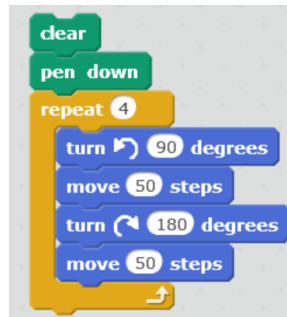 clear
pen down
repeat 4
turn 90 degrees
move 50 steps
turn 180 degrees
move 50 steps